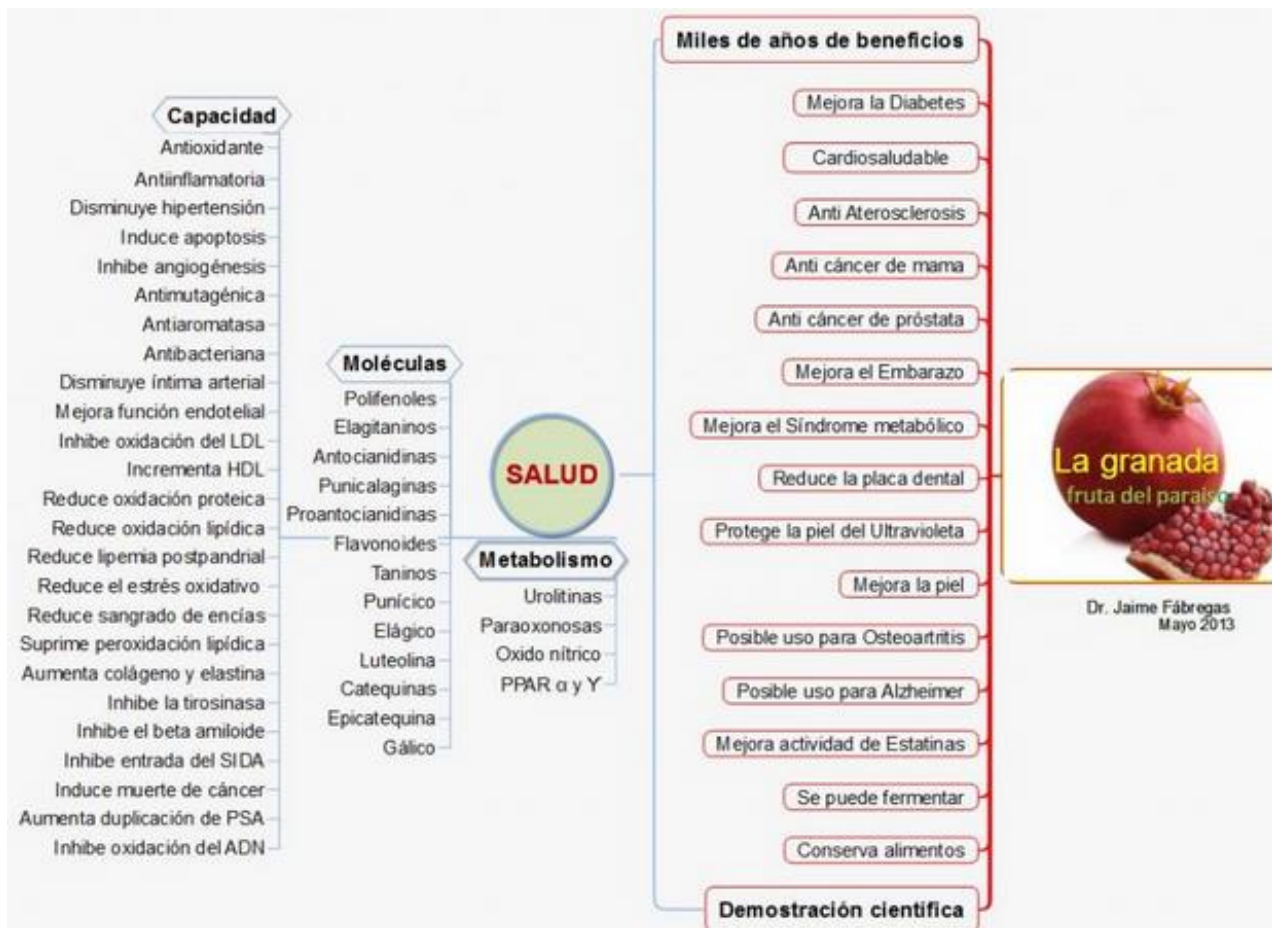 Capacidad
Antioxidante
Antiinflamatoria
Disminuye hipertensión
Induce apoptosis
Inhibe angiogénesis
Antimutagénica
Antiaromatasa
Antibacteriana
Disminuye íntima arterial
Mejora función endotelial
Inhibe oxidación del LDL
Incrementa HDL
Reduce oxidación proteica
Reduce oxidación lipídica
Reduce lipemia postpandrial
Reduce el estrés oxidativo
Reduce sangrado de encías
Suprime peroxidación lipídica
Aumenta colágeno y elastina
Inhibe la tirosinasa
Inhibe el beta amiloide
Inhibe entrada del SIDA
Induce muerte de cáncer
Aumenta duplicación de PSA
Inhibe oxidación del ADN
Moléculas
Polifenoles
Elagitaninos
Antocianidinas
Punicalaginas
Proantocianidinas
Flavonoides
Taninos
Punícico
Elágico
Luteolina
Catequinas
Epicatequina
Gálico
SALUD
Metabolismo
Urolitinas
Paraoxonosas
Oxido nítrico
PPAR α y Y
Miles de años de beneficios
Mejora la Diabetes
Cardiosaludable
Anti Aterosclerosis
Anti cáncer de mama
Anti cáncer de próstata
Mejora el Embarazo
Mejora el Síndrome metabólico
Reduce la placa dental
Protege la piel del Ultravioleta
Mejora la piel
Posible uso para Osteoartritis
Posible uso para Alzheimer
Mejora actividad de Estatinas
Se puede fermentar
Conserva alimentos
Demostración científica
La granada
fruta del paraiso
Dr. Jaime Fábregas
Mayo 2013